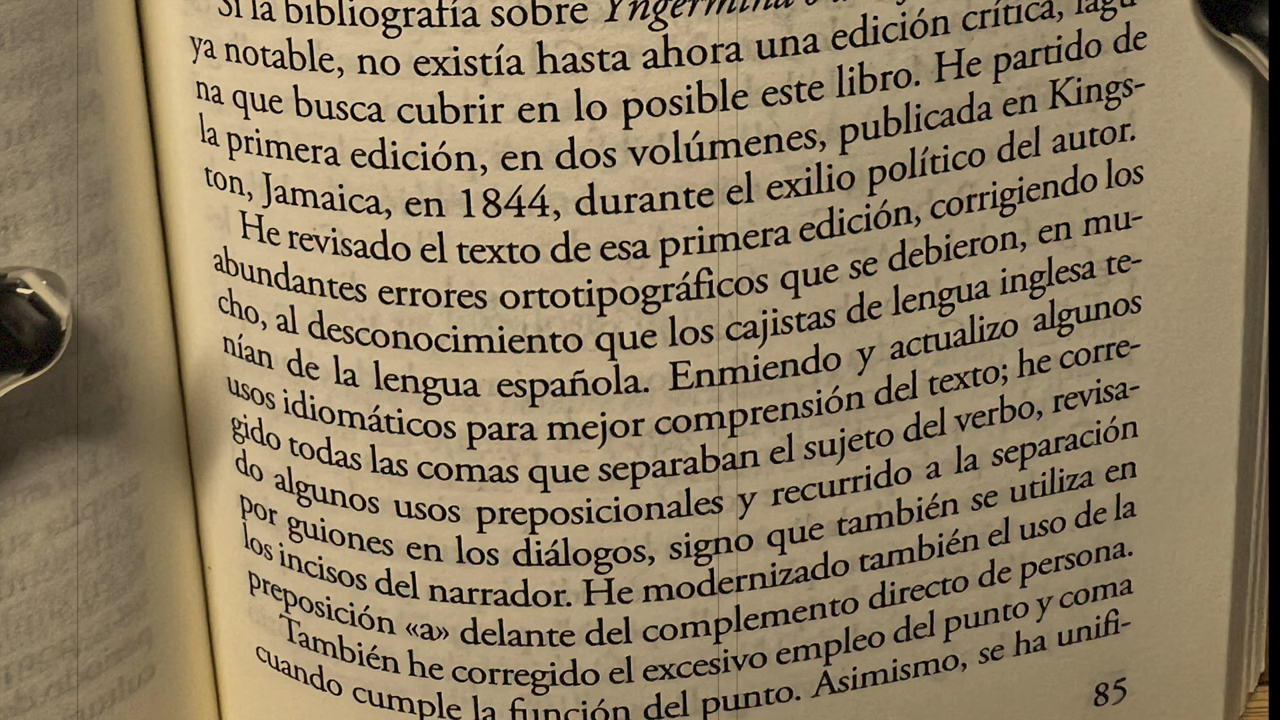 Si la bibliografía sobre Yngermina
ya notable, no existía hasta ahora una edición crítica, lagu
na que busca cubrir en lo posible este libro. He partido de
la primera edición, en dos volúmenes, publicada en Kings-
ton, Jamaica, en 1844, durante el exilio político del autor.
He revisado el texto de esa primera edición, corrigiendo los
abundantes errores ortotipográficos que se debieron, en mu-
cho, al desconocimiento que los cajistas de lengua inglesa te-
nían de la lengua española. Enmiendo y actualizo algunos
usos idiomáticos para mejor comprensión del texto; he corre-
gido todas las comas que separaban el sujeto del verbo, revisa-
do algunos usos preposicionales y recurrido a la separación
por guiones en los diálogos, signo que también se utiliza en
los incisos del narrador. He modernizado también el uso de la
preposición «a» delante del complemento directo de persona.
También he corregido el excesivo empleo del punto y coma
cuando cumple la función del punto. Asimismo, se ha unifi-
85